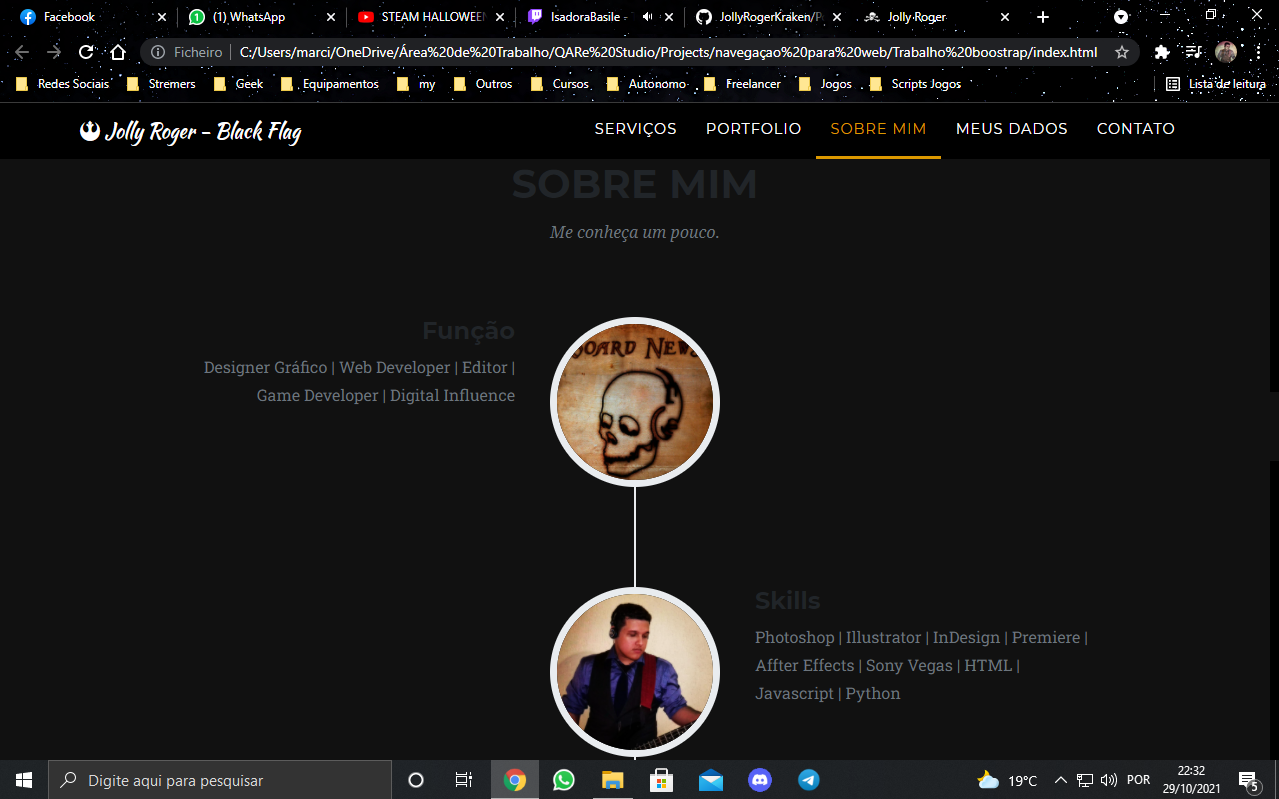 Facebook
(1) WhatsApp
STEAM HALLOWEEN
IsadoraBasile -
JollyRogerKraken/P
Jolly Roger
Ficheiro
C:/Users/marci/OneDrive/Área%20de%20Trabalho/QARe%20Studio/Projects/navegaçao%20para%20web/Trabalho%20boostrap/index.html
Redes Sociais
Stremers
Geek
Equipamentos
my
Outros
Cursos
Autonomo
Freelancer
Jogos
Scripts Jogos
Lista de leitura
Jolly Roger - Black Flag
SERVIÇOS
PORTFOLIO
SOBRE MIM
MEUS DADOS
CONTATO
SOBRE MIM
Me conheça um pouco.
Função
Designer Gráfico | Web Developer | Editor |
Game Developer | Digital Influence
BOARD NEWS
Skills
Photoshop | Illustrator | InDesign | Premiere |
Affter Effects | Sony Vegas | HTML |
Javascript | Python
Digite aqui para pesquisar
19°C
POR
22:32
29/10/2021
5